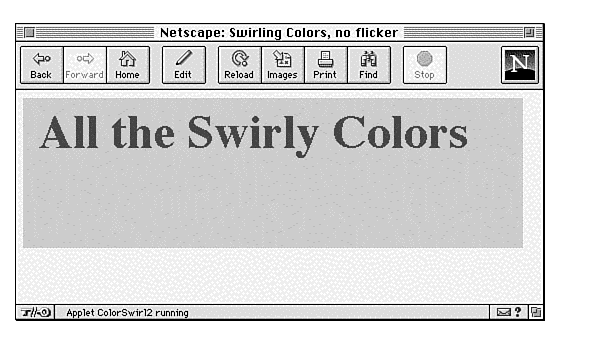 Netscape: Swirling Colors, no flicker
Back Forward Home Edit Reload Images Print Find Stop
N
All the Swirly Colors
Applet ColorSwirl2 running
?